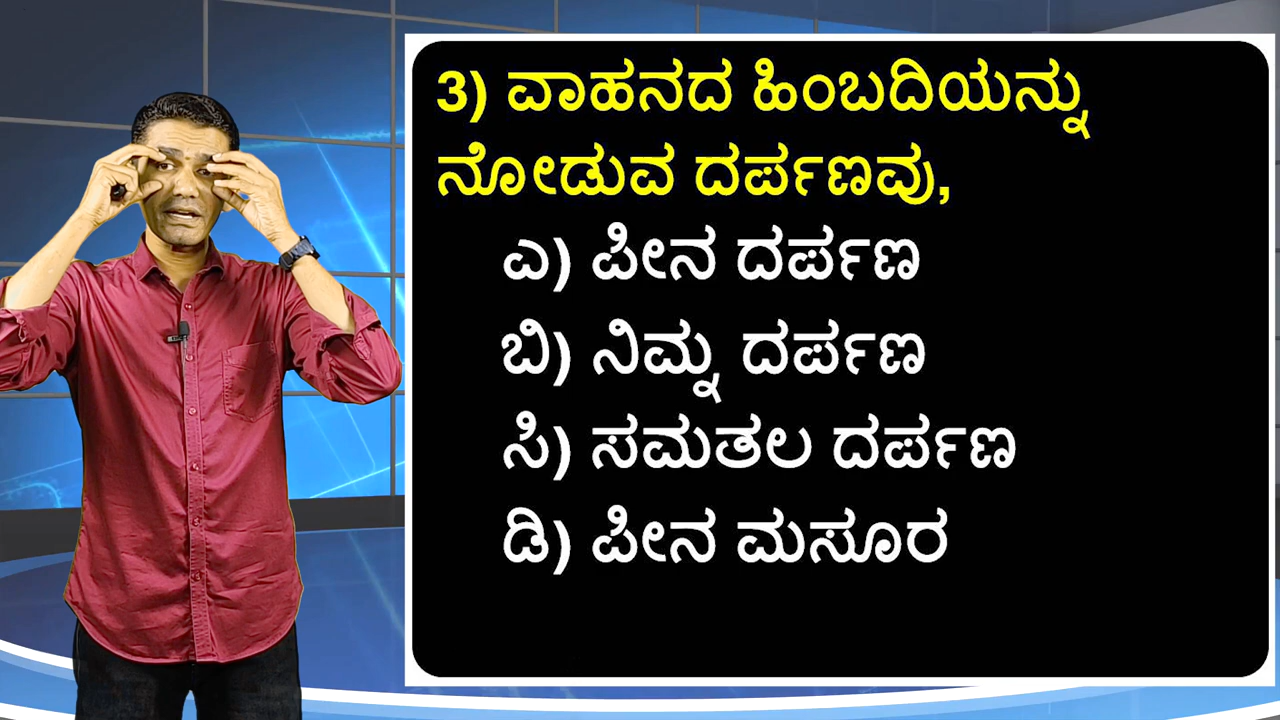 3) ವಾಹನದ ಹಿಂಬದಿಯನ್ನು
ನೋಡುವ ದರ್ಪಣವು,
ಎ) ಪೀನ ದರ್ಪಣ
ಬಿ) ನಿಮ್ನ ದರ್ಪಣ
ಸಿ) ಸಮತಲ ದರ್ಪಣ
ಡಿ) ಪೀನ ಮಸೂರ